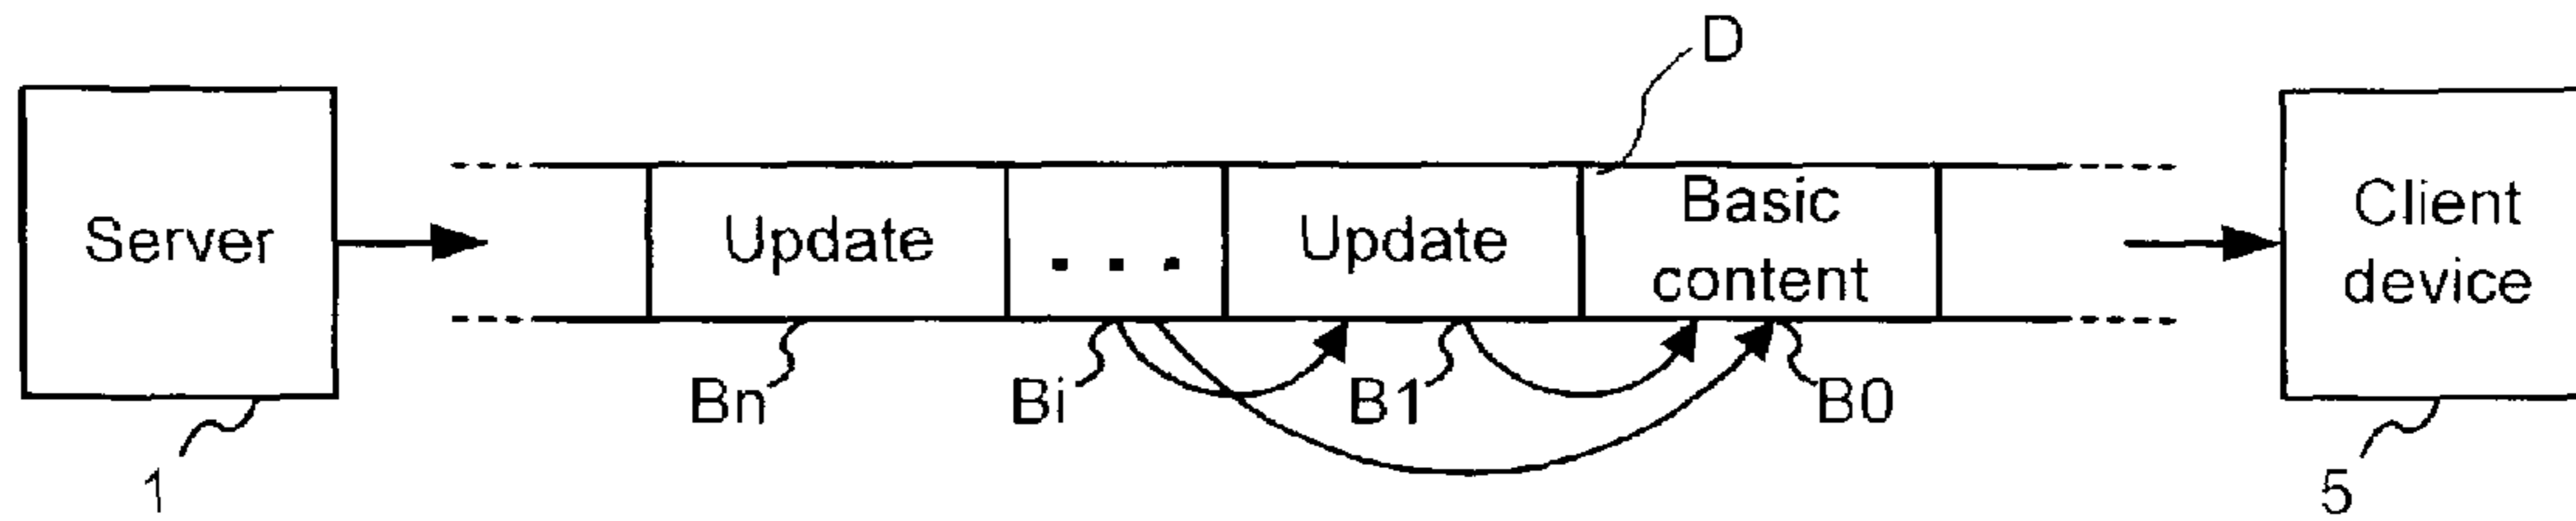 D
Server
Update
. . .
Update
Basic
content
Client
device
Bn
Bi
B1
B0
1
5